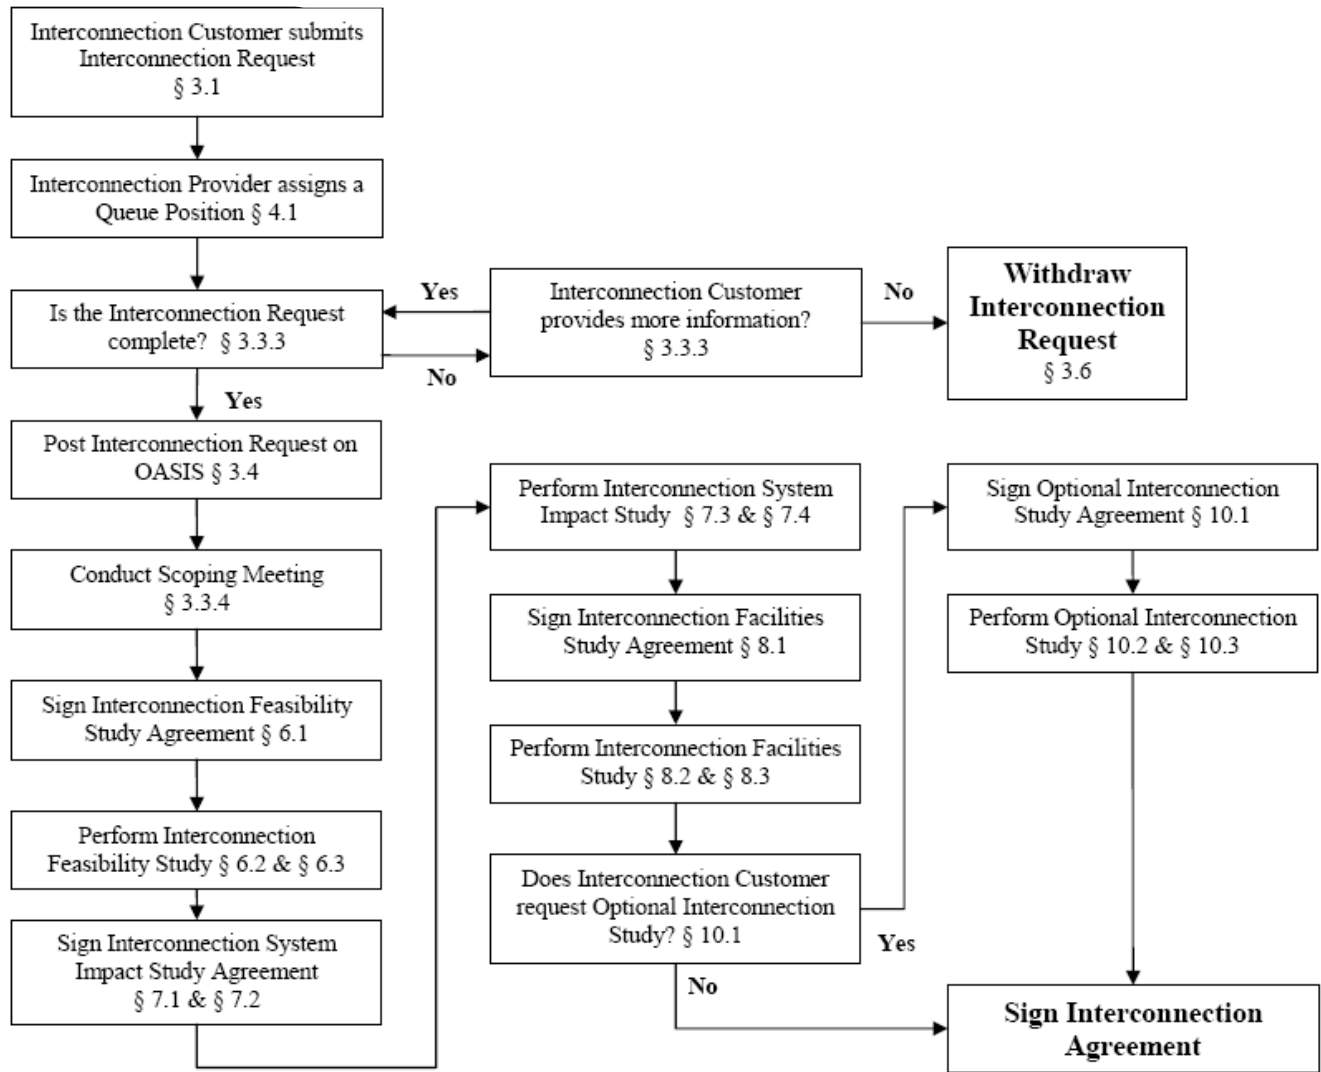 Interconnection Customer submits
Interconnection Request
§ 3.1
Interconnection Provider assigns a
Queue Position § 4.1
Is the Interconnection Request
complete? § 3.3.3
Yes
No
Interconnection Customer
provides more information?
§ 3.3.3
No
Withdraw
Interconnection
Request
§ 3.6
Yes
Post Interconnection Request on
OASIS § 3.4
Conduct Scoping Meeting
§ 3.3.4
Sign Interconnection Feasibility
Study Agreement § 6.1
Perform Interconnection
Feasibility Study § 6.2 & § 6.3
Sign Interconnection System
Impact Study Agreement
§ 7.1 & § 7.2
Perform Interconnection System
Impact Study § 7.3 & § 7.4
Sign Interconnection Facilities
Study Agreement § 8.1
Perform Interconnection Facilities
Study § 8.2 & § 8.3
Does Interconnection Customer
request Optional Interconnection
Study? § 10.1
Yes
No
Sign Optional Interconnection
Study Agreement § 10.1
Perform Optional Interconnection
Study § 10.2 & § 10.3
Sign Interconnection
Agreement